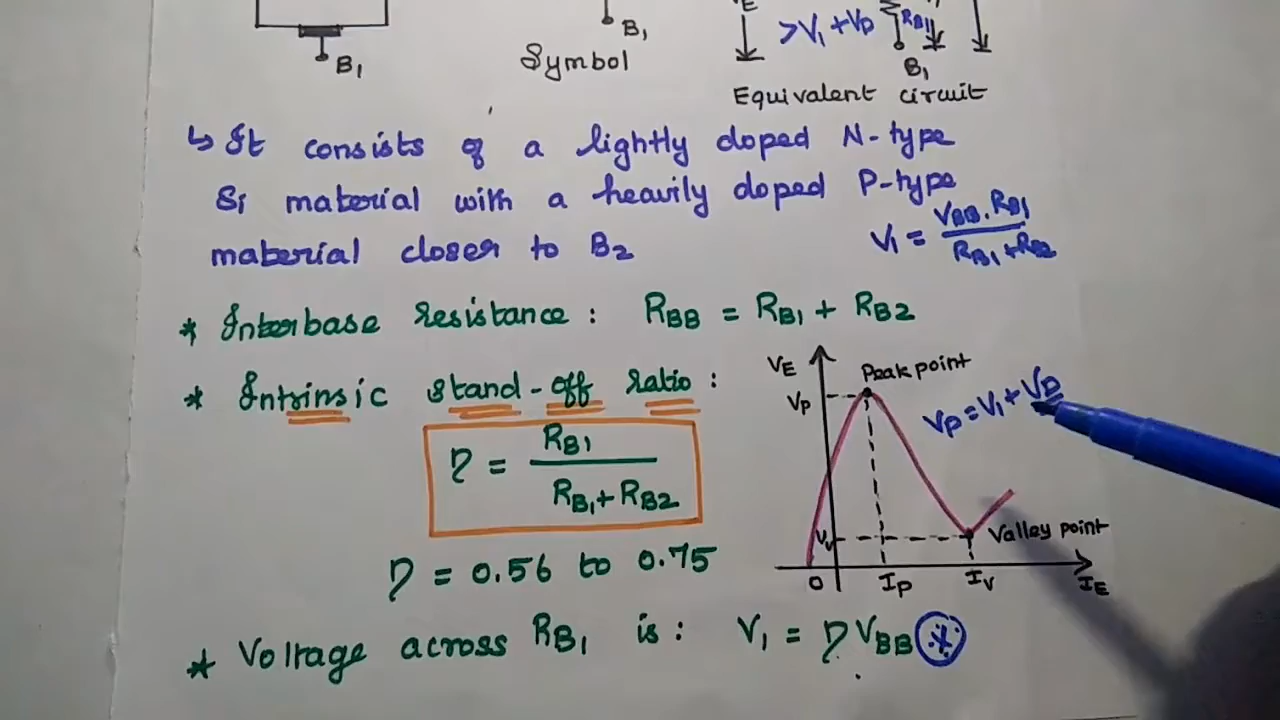 B1
B1
Symbol
E
>V1+VD
RB1
B1
Equivalent circuit
↳ It consists of a lightly doped N-type
Si material with a heavily doped P-type
material closer to B2
V1 = VBB.RB1
RB1+RB2
* Interbase resistance: RBB = RB1 + RB2
* Intrinsic stand-off ratio:
η = RB1
RB1+RB2
η = 0.56 to 0.75
VE
Peak point
VP
VP=V1+VD
VV
Valley point
O IP IV IE
* Voltage across RB1 is: V1 = ηVBB